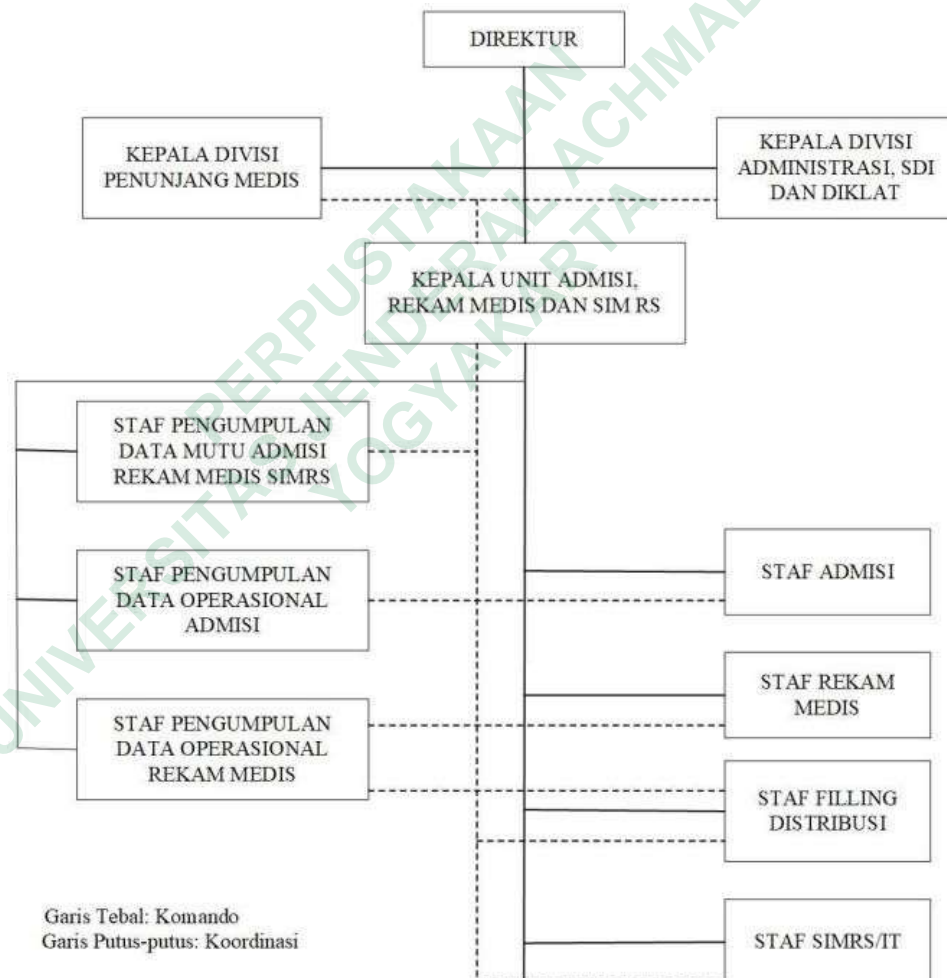 DIREKTUR
KEPALA DIVISI
PENUNJANG MEDIS
KEPALA DIVISI
ADMINISTRASI, SDI
DAN DIKLAT
KEPALA UNIT ADMISI,
REKAM MEDIS DAN SIM RS
STAF PENGUMPULAN
DATA MUTU ADMISI
REKAM MEDIS SIMRS
STAF PENGUMPULAN
DATA OPERASIONAL
ADMISI
STAF ADMISI
STAF REKAM
MEDIS
STAF PENGUMPULAN
DATA OPERASIONAL
REKAM MEDIS
STAF FILLING
DISTRIBUSI
STAF SIMRS/IT
Garis Tebal: Komando
Garis Putus-putus: Koordinasi
PERPUSTAKAAN
UNIVERSITAS JENDERAL ACHMAD
YOGYAKARTA